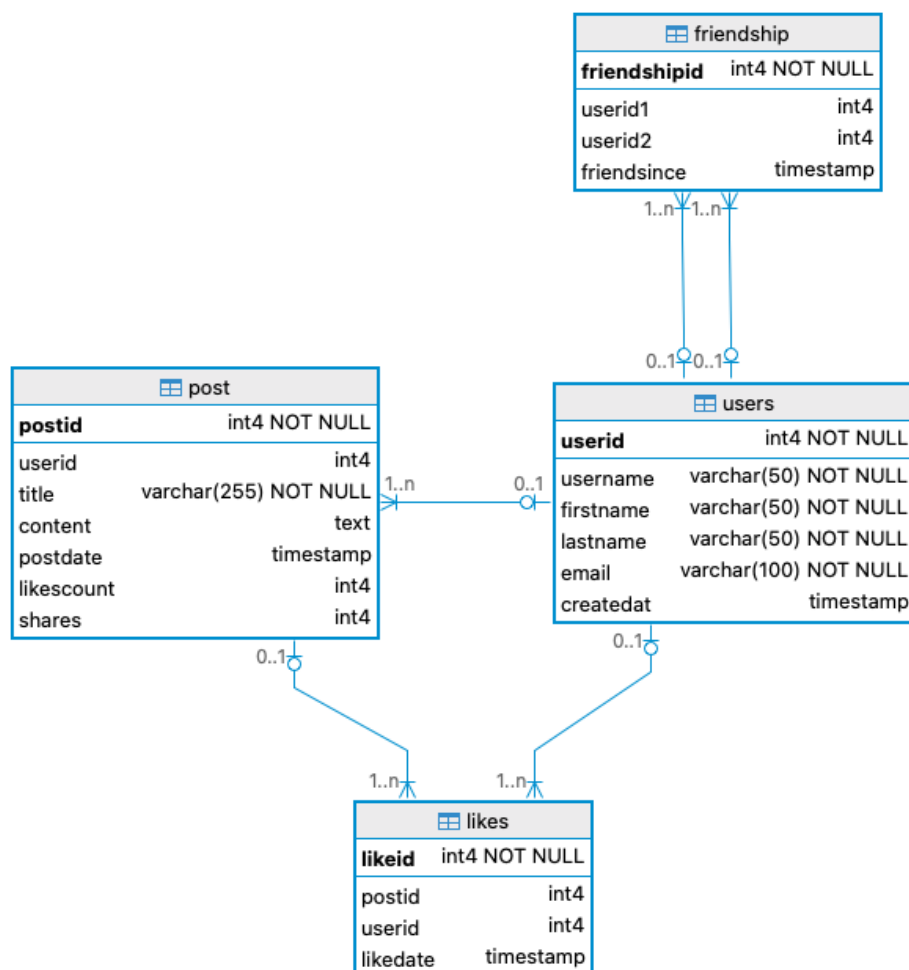 friendship
friendshipid int4 NOT NULL
userid1 int4
userid2 int4
friendsince timestamp
1..n 1..n
0..1 0..1
post
postid int4 NOT NULL
userid int4
title varchar(255) NOT NULL
content text
postdate timestamp
likescount int4
shares int4
1..n 0..1
users
userid int4 NOT NULL
username varchar(50) NOT NULL
firstname varchar(50) NOT NULL
lastname varchar(50) NOT NULL
email varchar(100) NOT NULL
createdat timestamp
0..1 0..1
1..n 1..n
likes
likeid int4 NOT NULL
postid int4
userid int4
likedate timestamp